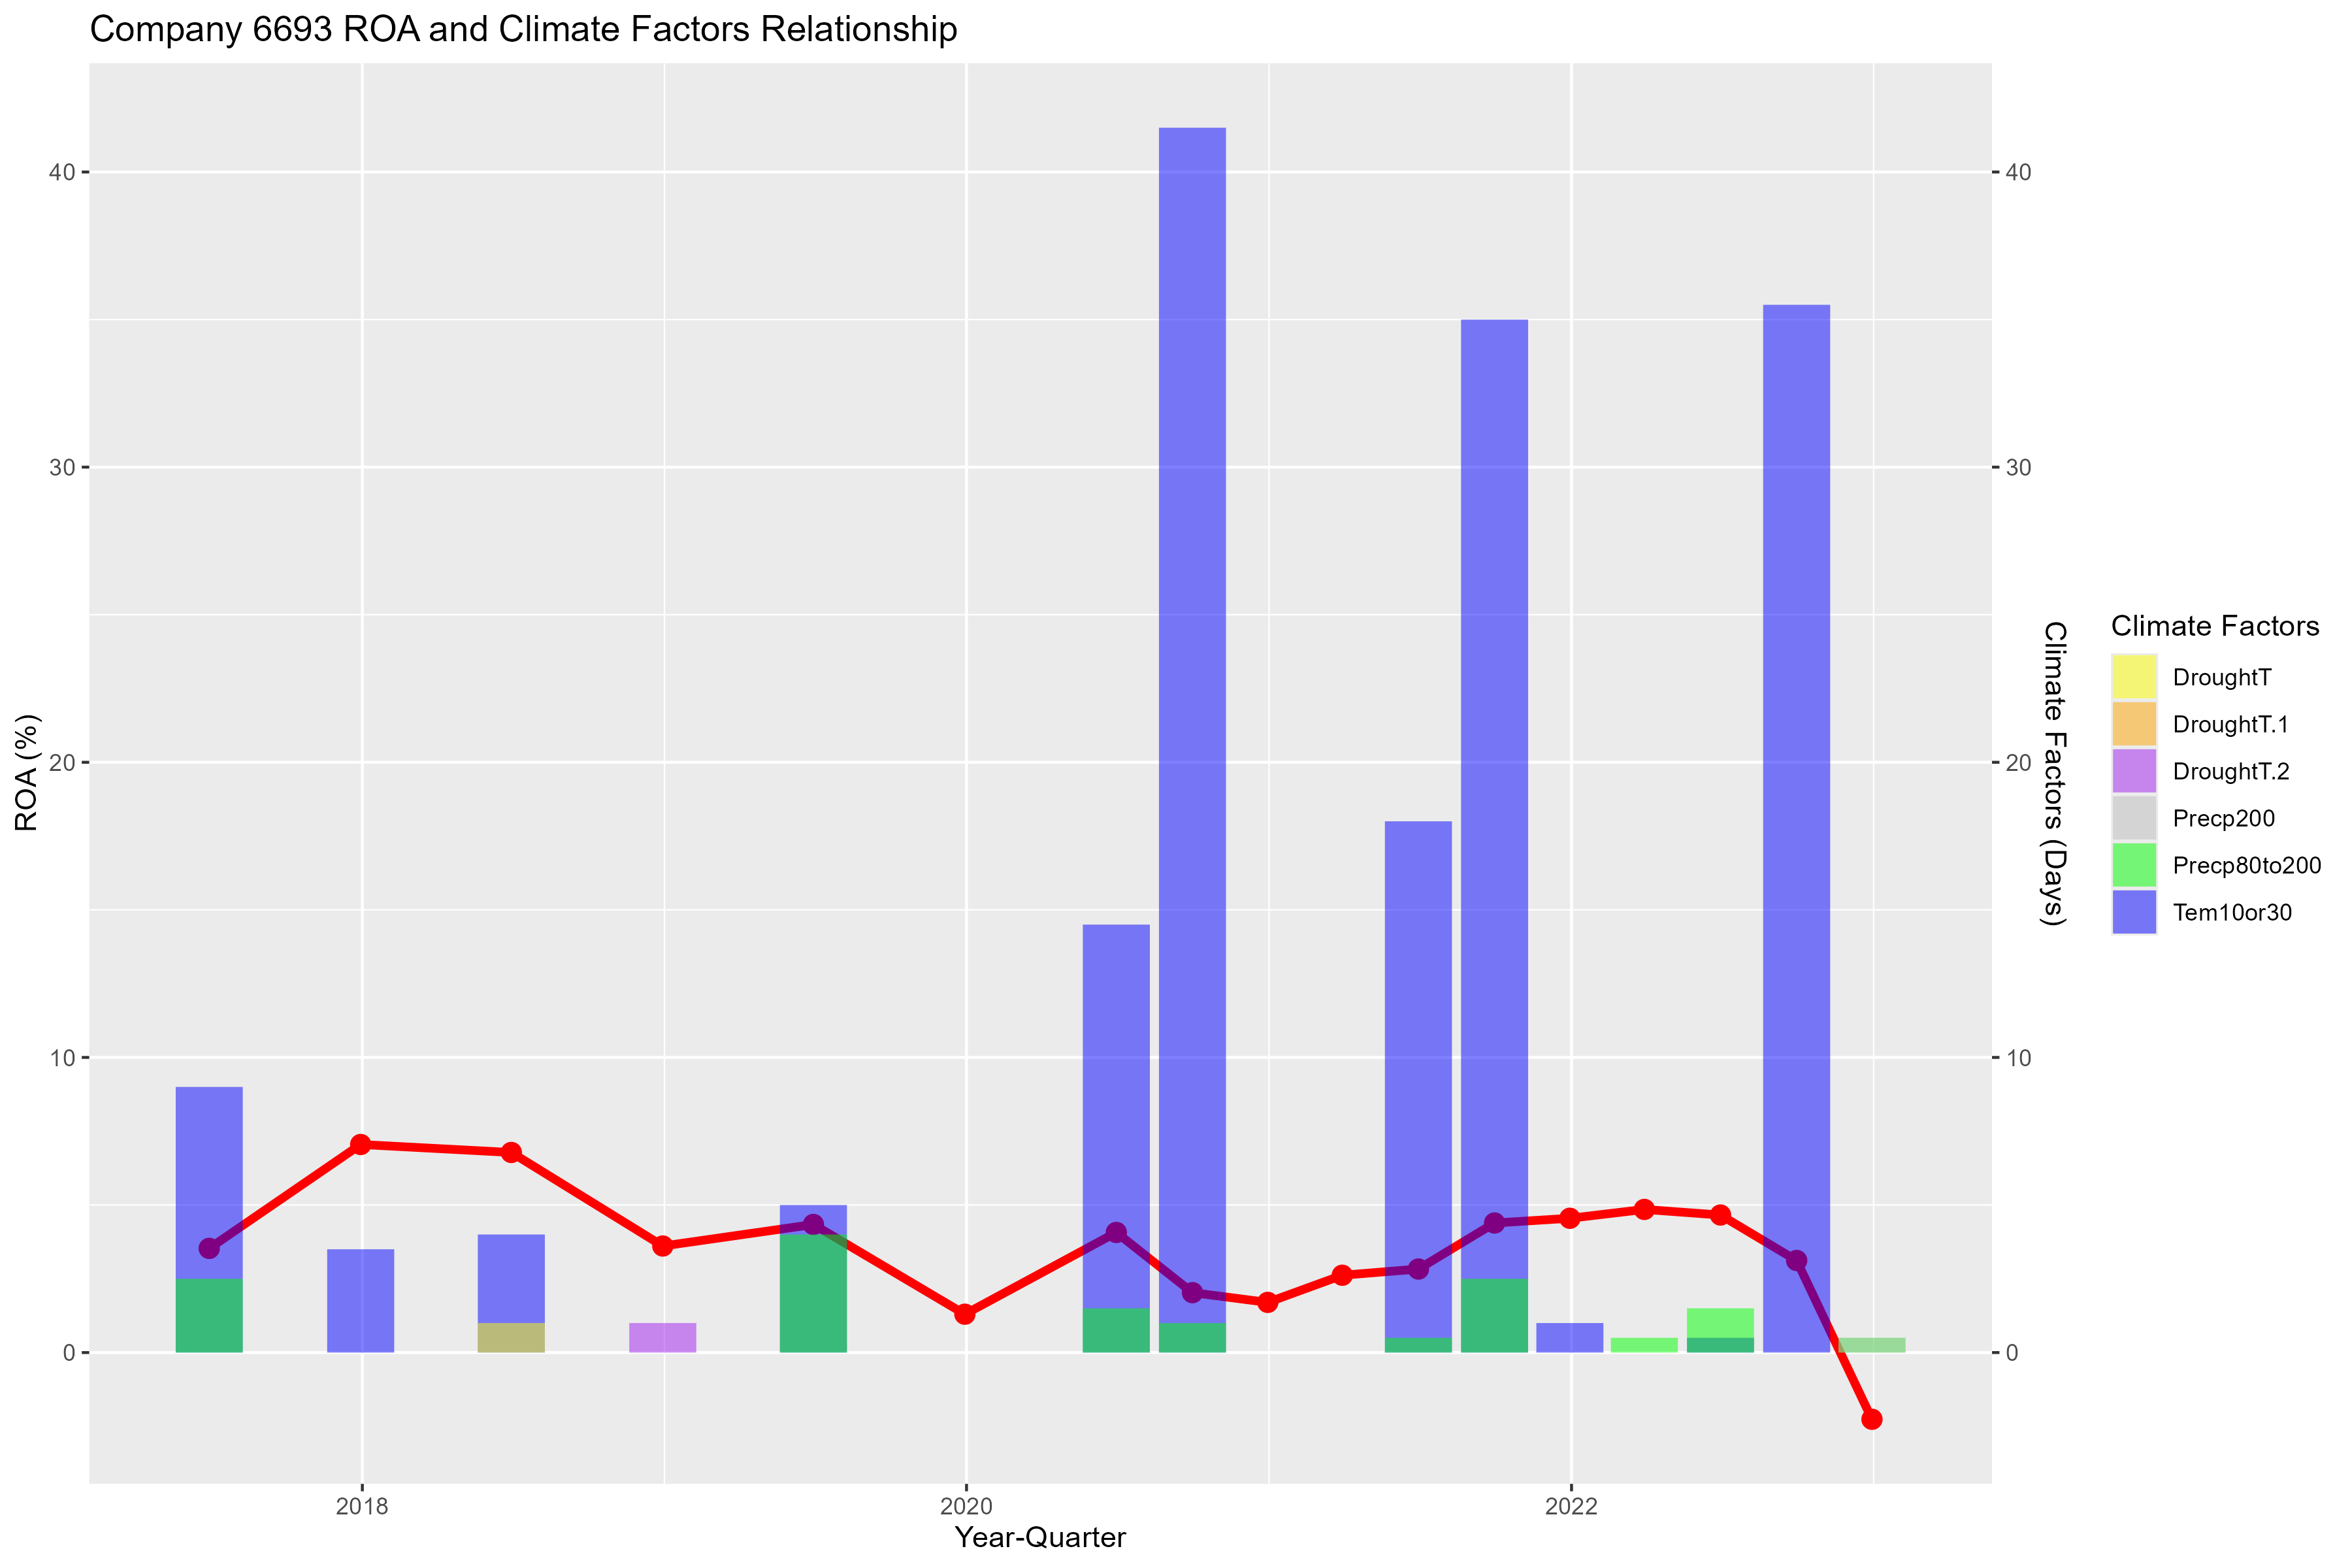 Company 6693 ROA and Climate Factors Relationship
40
30
20
10
0
ROA (%)
2018
2020
2022
Year-Quarter
40
30
20
10
0
Climate Factors (Days)
Climate Factors
DroughtT
DroughtT.1
DroughtT.2
Precp200
Precp80to200
Tem10or30